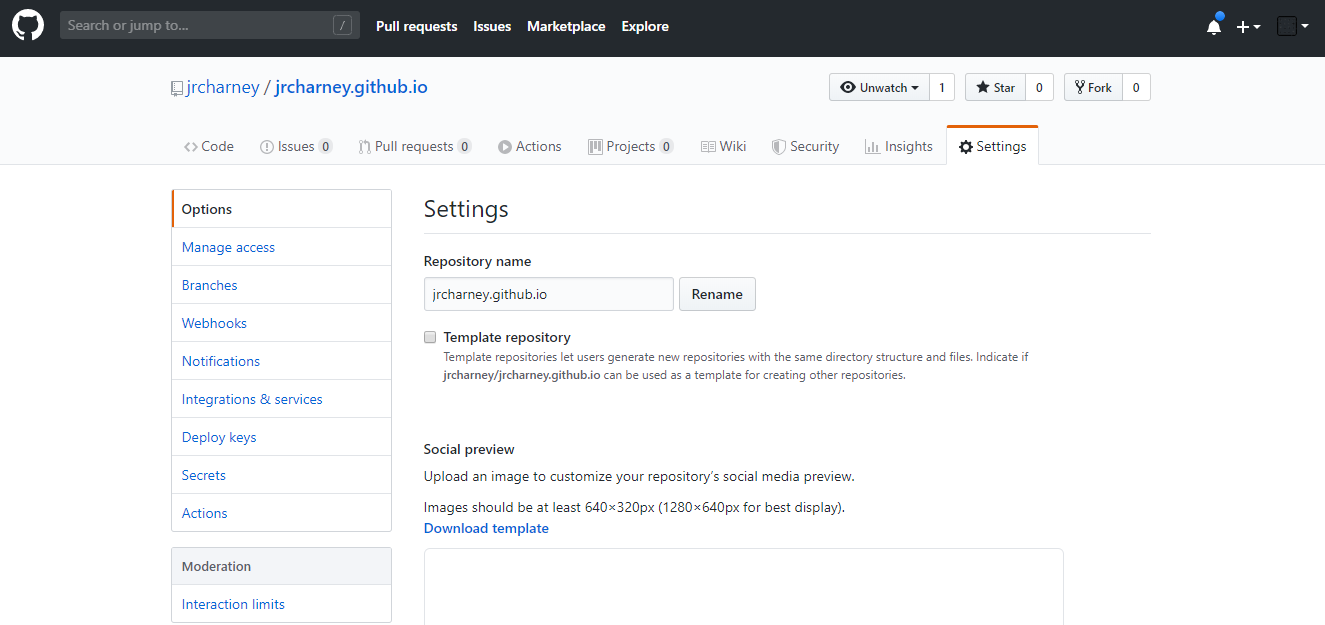 Search or jump to... /
Pull requests Issues Marketplace Explore
jrcharney / jrcharney.github.io
Unwatch 1 Star 0 Fork 0
Code Issues 0 Pull requests 0 Actions Projects 0 Wiki Security Insights Settings
Options
Manage access
Branches
Webhooks
Notifications
Integrations & services
Deploy keys
Secrets
Actions
Moderation
Interaction limits
Settings
Repository name
jrcharney.github.io Rename
Template repository
Template repositories let users generate new repositories with the same directory structure and files. Indicate if
jrcharney/jrcharney.github.io can be used as a template for creating other repositories.
Social preview
Upload an image to customize your repository’s social media preview.
Images should be at least 640×320px (1280×640px for best display).
Download template